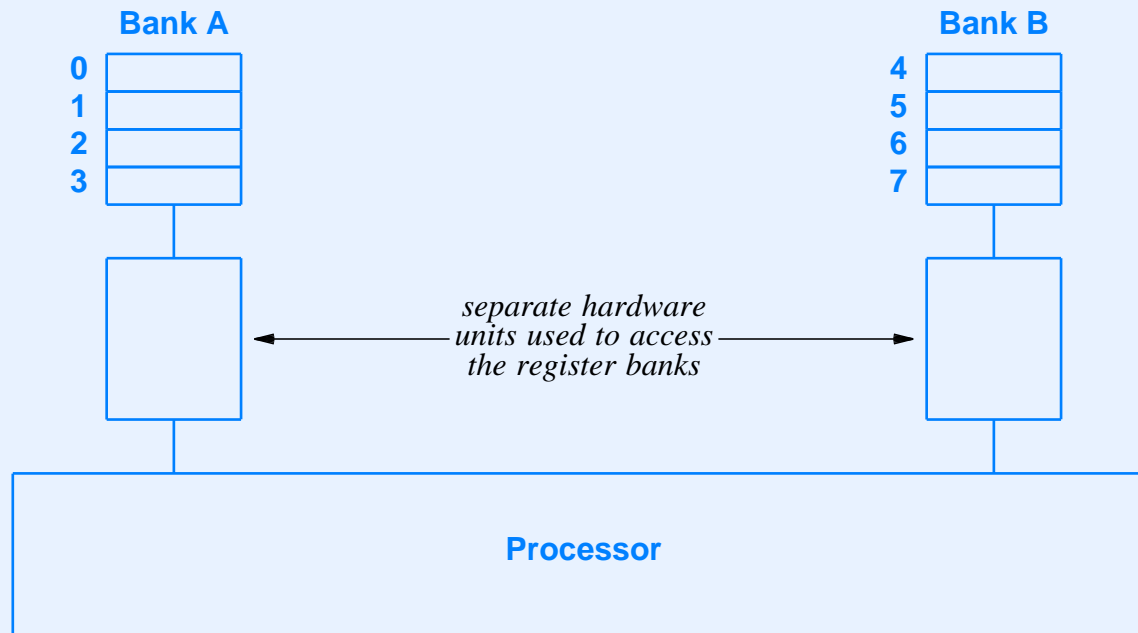 Bank A
Bank B
0
1
2
3
4
5
6
7
separate hardware
units used to access
the register banks
Processor